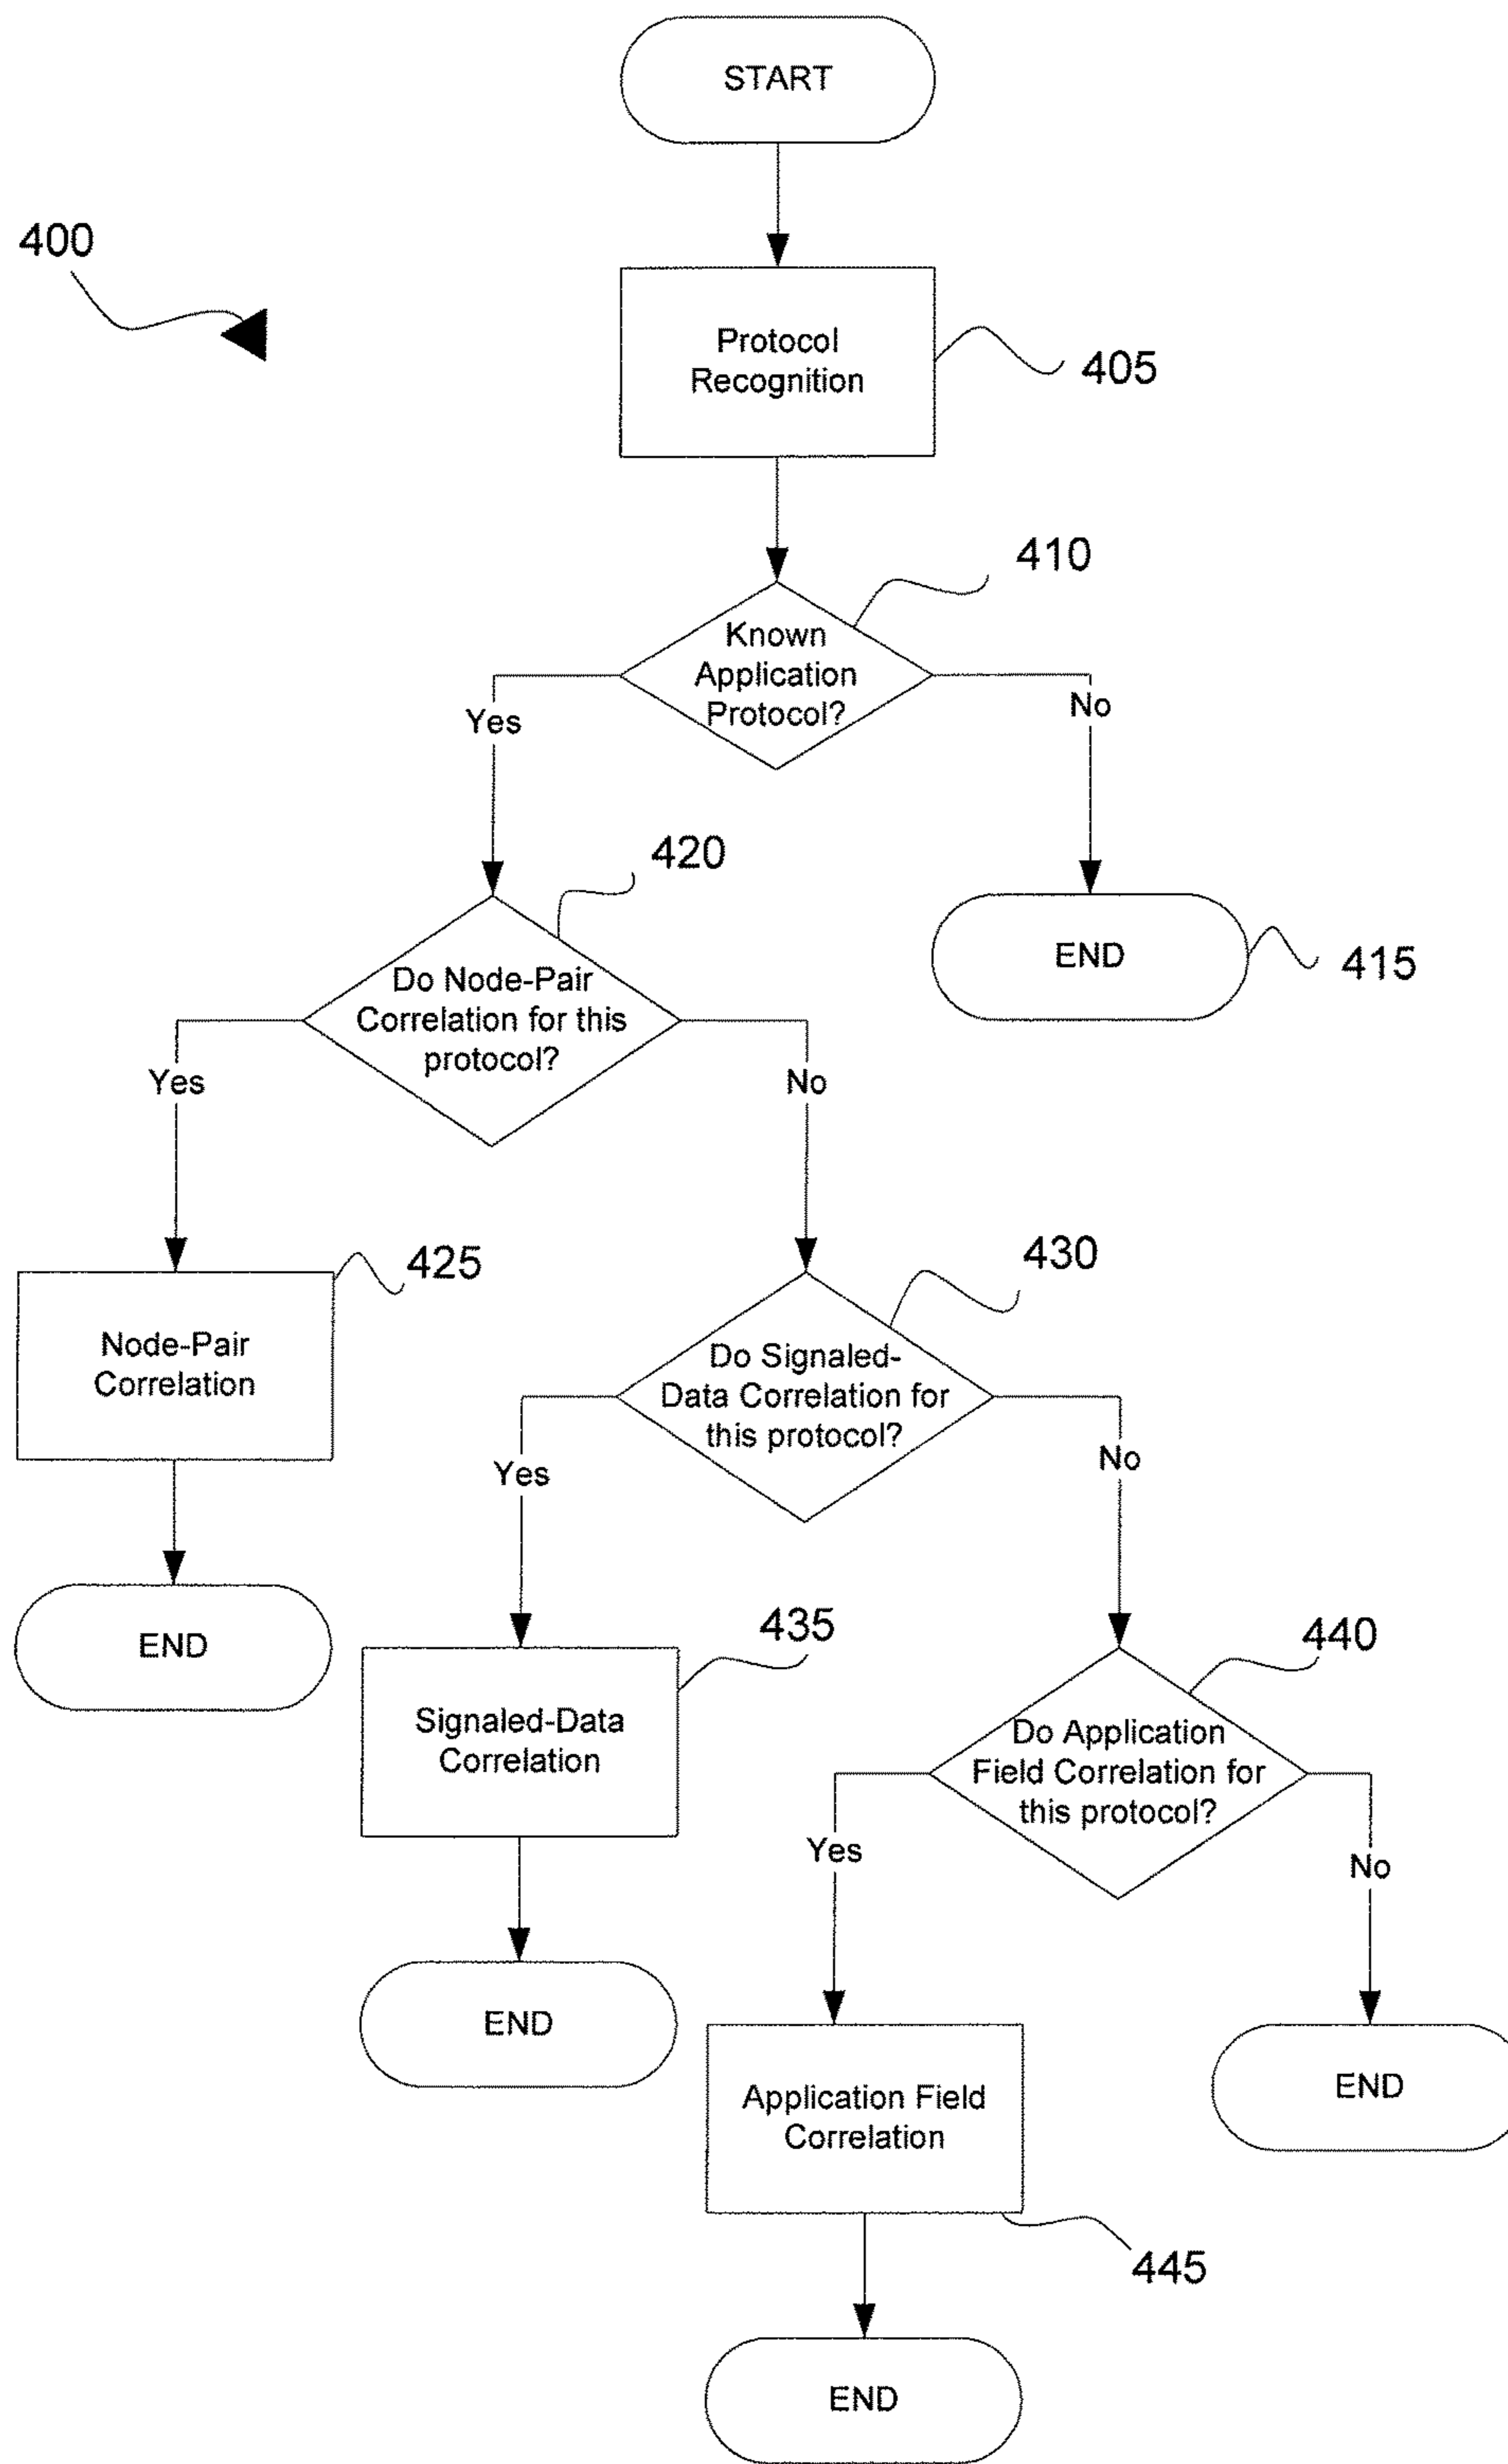 START
400
Protocol
Recognition
405
410
Known
Application
Protocol?
Yes
No
420
END
415
Do Node-Pair
Correlation for this
protocol?
Yes
No
430
425
Node-Pair
Correlation
Do Signaled-
Data Correlation for
this protocol?
Yes
No
END
435
440
Signaled-Data
Correlation
Do Application
Field Correlation for
this protocol?
Yes
No
END
Application Field
Correlation
END
445
END